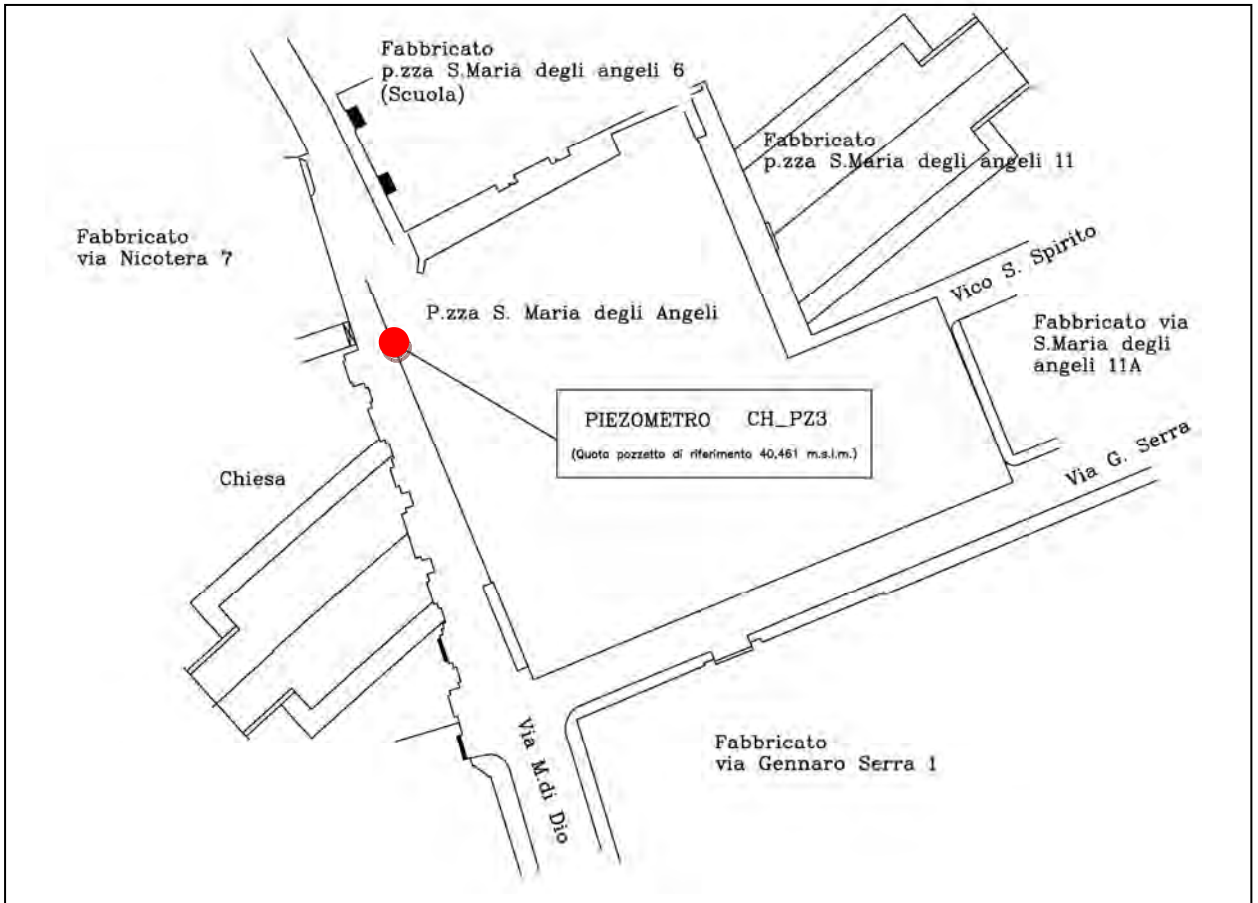 Fabbricato
p.zza S.Maria degli angeli 6
(Scuola)
Fabbricato
p.zza S.Maria degli angeli 11
Fabbricato
via Nicotera 7
Vico S. Spirito
P.zza S. Maria degli Angeli
Fabbricato via
S.Maria degli
angeli 11A
PIEZOMETRO CH_PZ3
(Quota pozzetto di riferimento 40,461 m.s.l.m.)
Via G. Serra
Chiesa
Via M.di Dio
Fabbricato
via Gennaro Serra 1